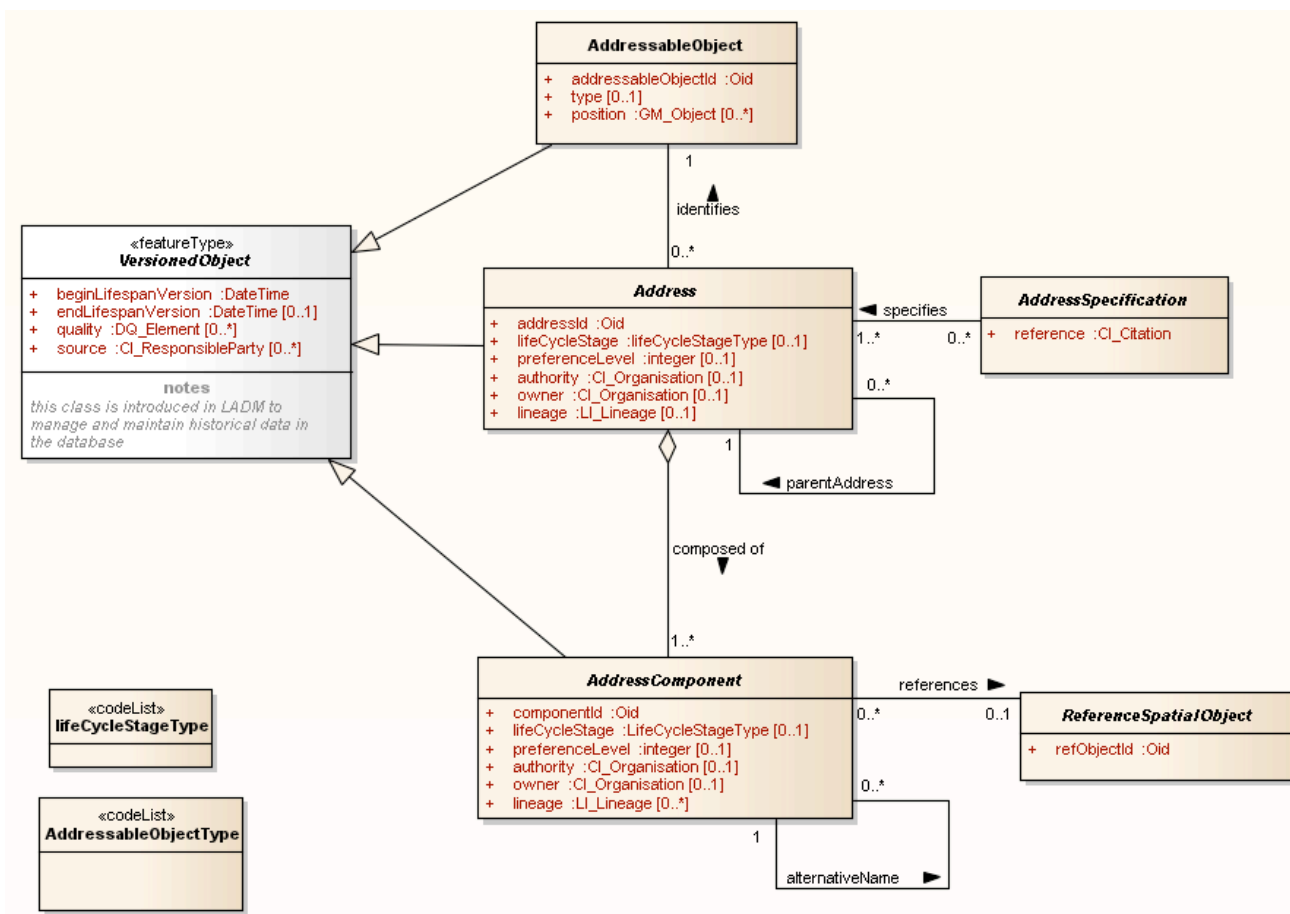 AddressableObject
+ addressableObjectId :Oid
+ type [0..1]
+ position :GM_Object [0..*]
1
identifies
0..*
«featureType»
VersionedObject
+ beginLifespanVersion :DateTime
+ endLifespanVersion :DateTime [0..1]
+ quality :DQ_Element [0..*]
+ source :CI_ResponsibleParty [0..*]
notes
this class is introduced in LADM to
manage and maintain historical data in
the database
Address
+ addressId :Oid
+ lifeCycleStage :lifeCycleStageType [0..1]
+ preferenceLevel :integer [0..1]
+ authority :CI_Organisation [0..1]
+ owner :CI_Organisation [0..1]
+ lineage :LI_Lineage [0..1]
specifies
1..*
0..*
AddressSpecification
+ reference :CI_Citation
0..*
1
parentAddress
composed of
1..*
AddressComponent
+ componentId :Oid
+ lifeCycleStage :LifeCycleStageType [0..1]
+ preferenceLevel :integer [0..1]
+ authority :CI_Organisation [0..1]
+ owner :CI_Organisation [0..1]
+ lineage :LI_Lineage [0..*]
references
0..*
0..1
ReferenceSpatialObject
+ refObjectId :Oid
0..*
1
alternativeName
«codeList»
lifeCycleStageType
«codeList»
AddressableObjectType